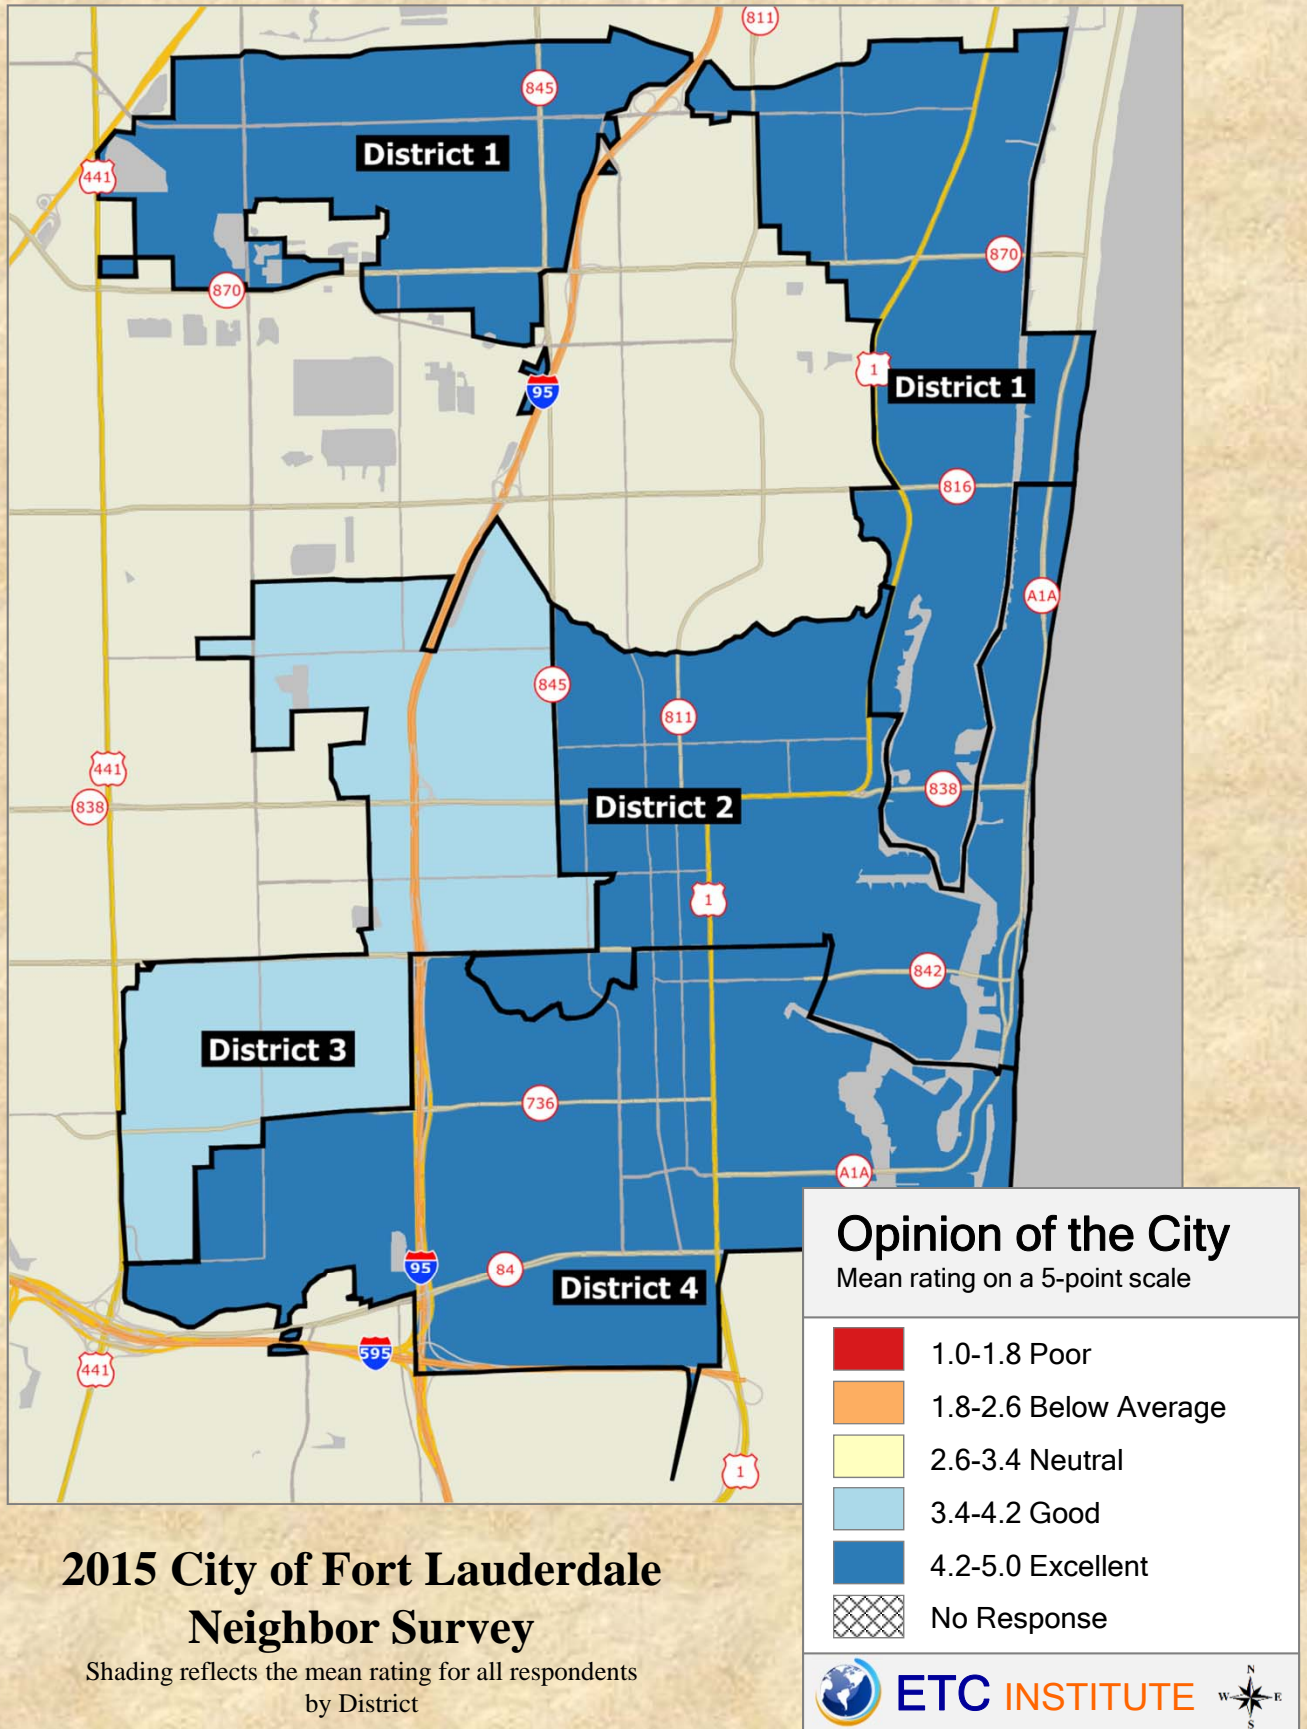 811
845
District 1
441
870
870
1
District 1
95
816
A1A
845
811
441
838
District 2
838
1
842
District 3
736
A1A
95
84
District 4
595
441
1
Opinion of the City
Mean rating on a 5-point scale
1.0-1.8 Poor
1.8-2.6 Below Average
2.6-3.4 Neutral
3.4-4.2 Good
4.2-5.0 Excellent
No Response
2015 City of Fort Lauderdale
Neighbor Survey
Shading reflects the mean rating for all respondents
by District
ETC INSTITUTE
N
W E
S